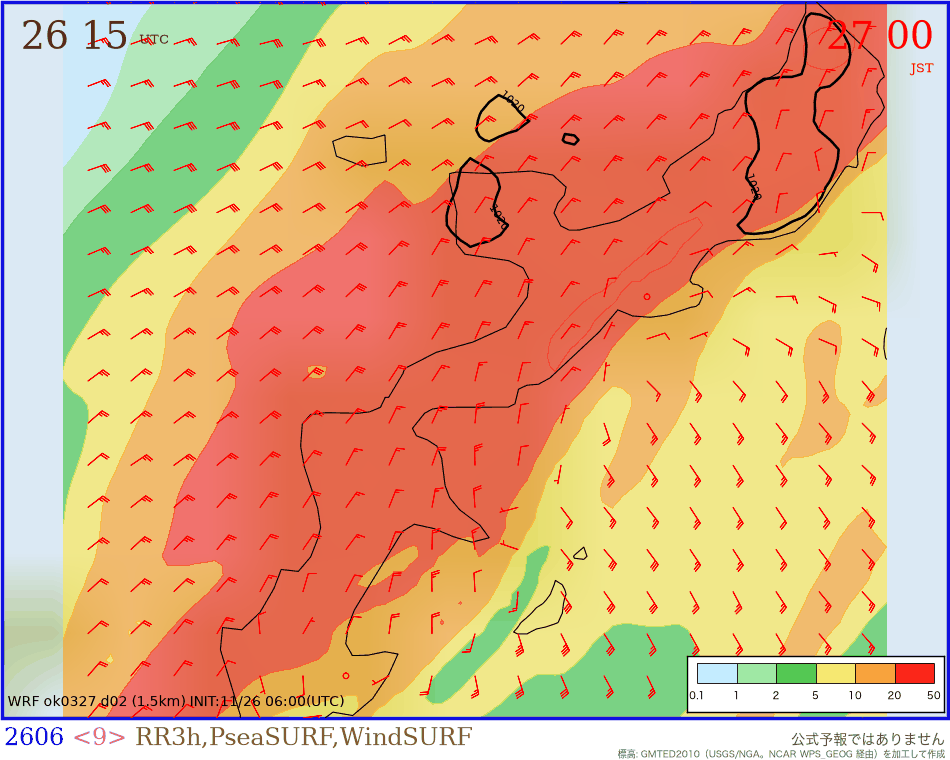 26 15 UTC
27 00
JST
1020
1020
1020
WRF ok0327.d02 (1.5km) INIT:11/26 06:00(UTC)
0.1 1 2 5 10 20 50
2606 <9> RR3h,PseaSURF,WindSURF
公式予報ではありません
標高: GMTED2010（USGS/NGA。NCAR WPS_GEOG 経由）を加工して作成